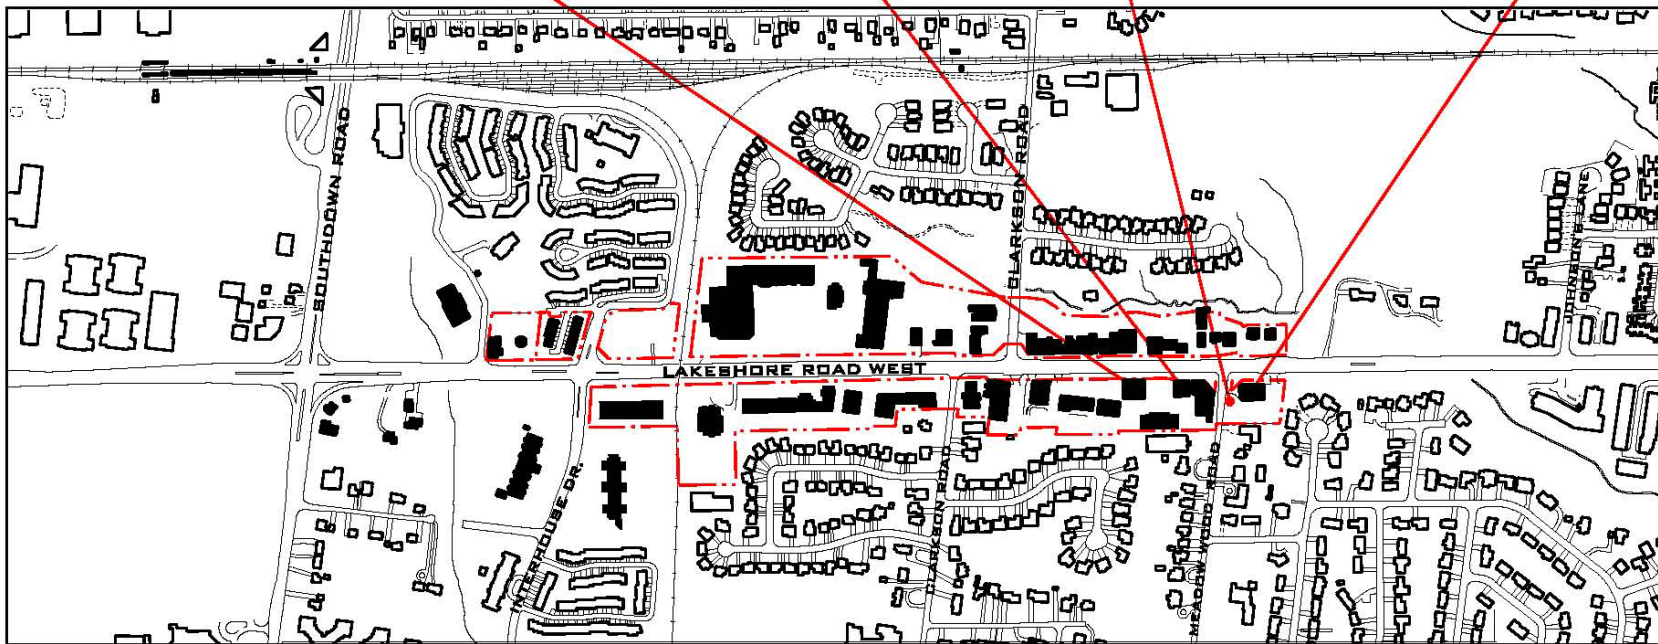 SOUTHDOWN ROAD
CLARKSON ROAD
JOHNSON LANE
LAKESHORE ROAD WEST
INTERHOUSE DR.
CLARKSON ROAD
MEADOW WOOD ROAD